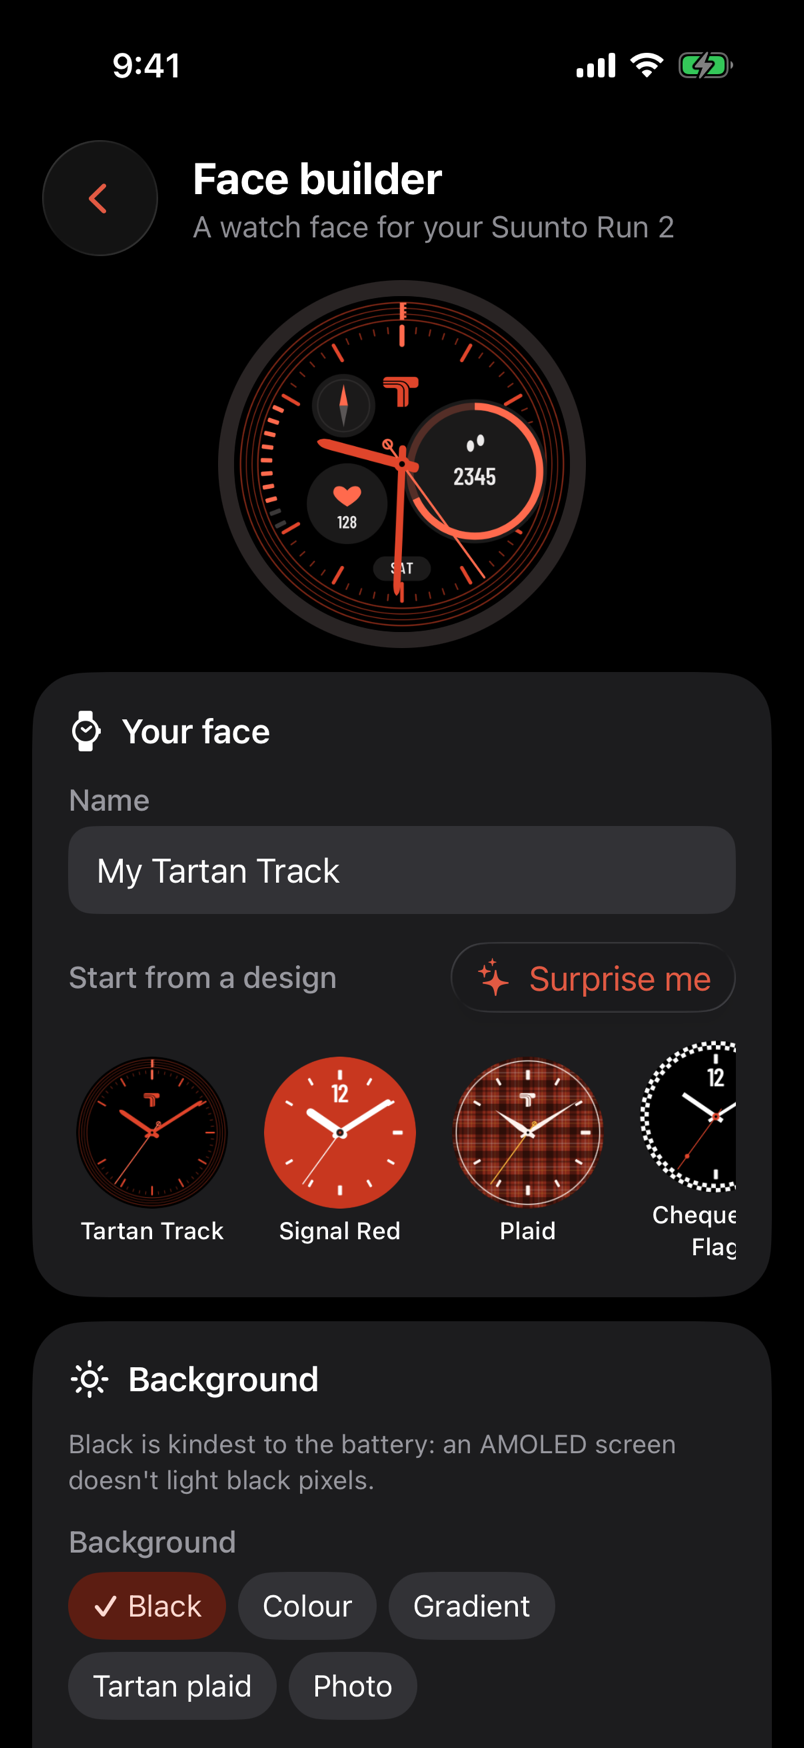 9:41
Face builder
A watch face for your Suunto Run 2
2345
128
SAT
Your face
Name
My Tartan Track
Start from a design
Surprise me
12
12
Tartan Track
Signal Red
Plaid
Cheque
Flag
Background
Black is kindest to the battery: an AMOLED screen
doesn't light black pixels.
Background
Black
Colour
Gradient
Tartan plaid
Photo